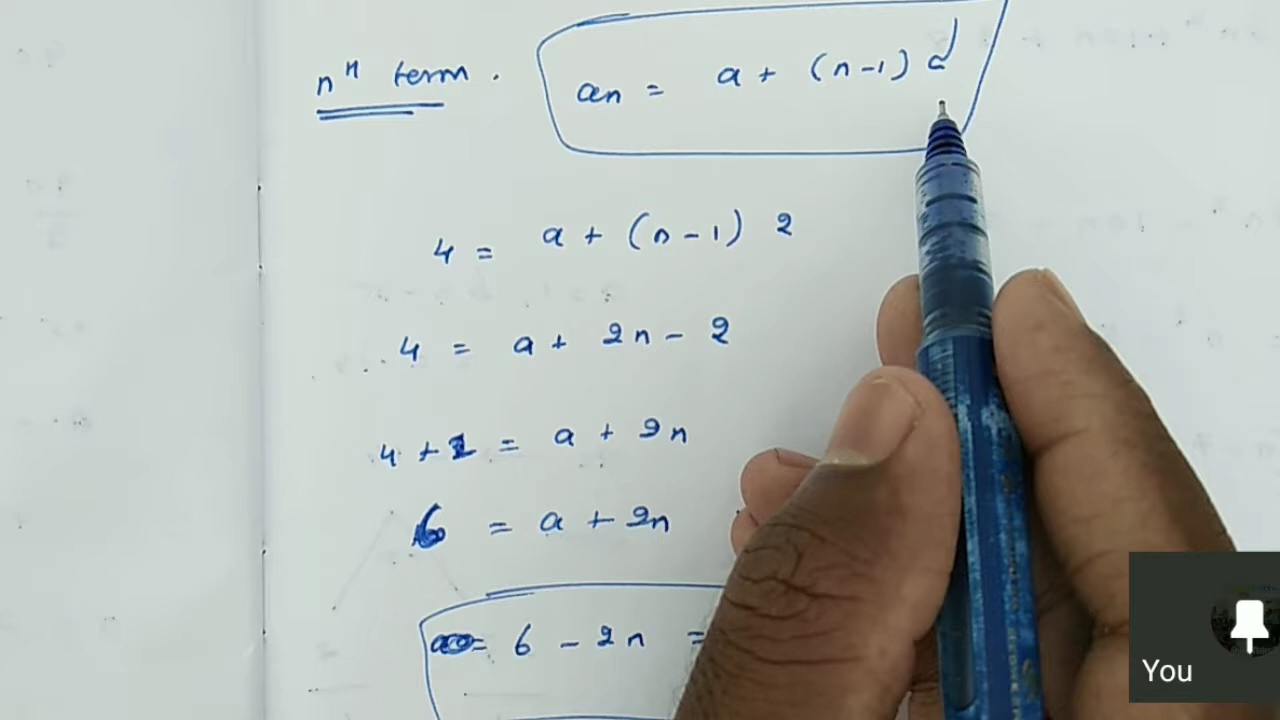 nᵗʰ term. an = a + (n-1) d
4 = a + (n-1) 2
4 = a + 2n - 2
4 + 2 = a + 2n
6 = a + 2n
a = 6 - 2n =
You